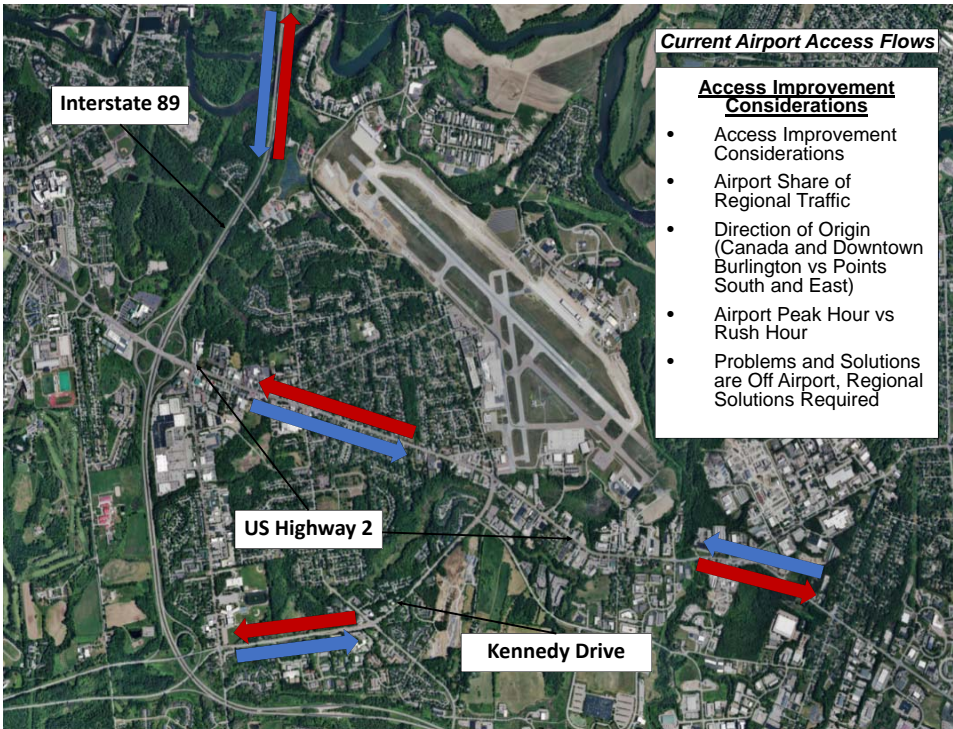 Current Airport Access Flows
Access Improvement
Considerations
• Access Improvement
Considerations
• Airport Share of
Regional Traffic
• Direction of Origin
(Canada and Downtown
Burlington vs Points
South and East)
• Airport Peak Hour vs
Rush Hour
• Problems and Solutions
are Off Airport, Regional
Solutions Required
Interstate 89
US Highway 2
Kennedy Drive